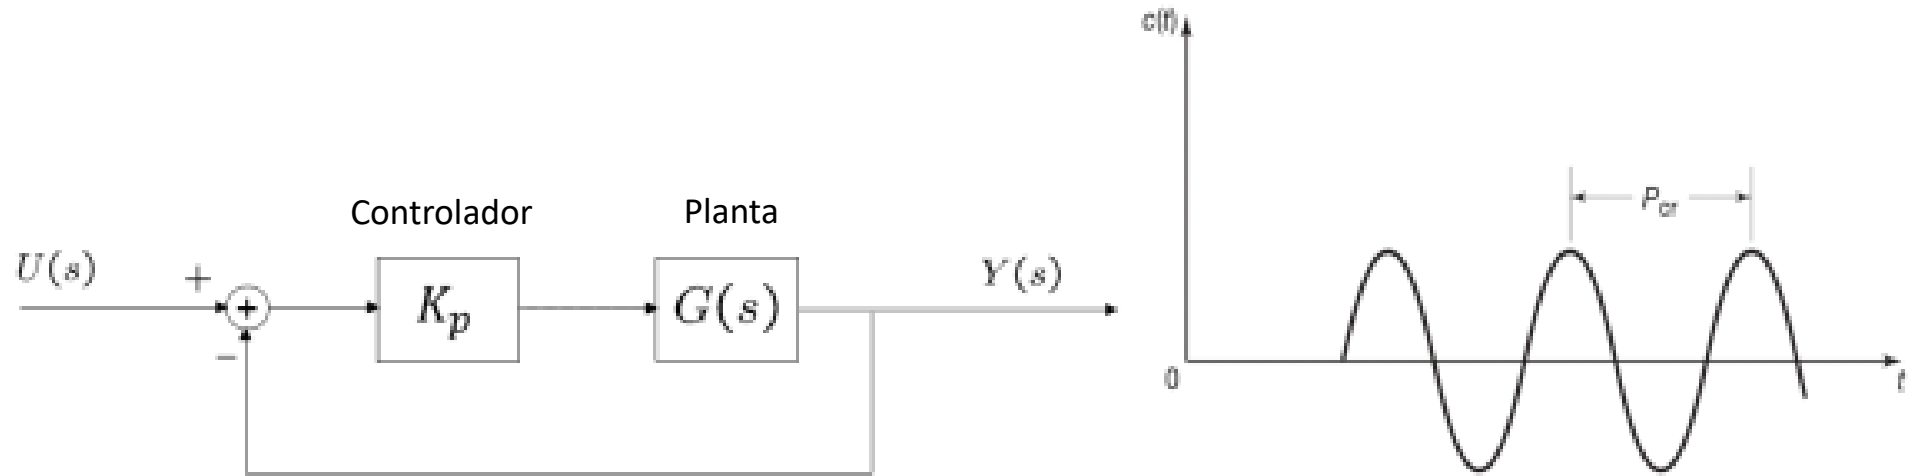 c(t)
Controlador
Planta
U(s)
+
+
−
K_p
G(s)
Y(s)
P_cr
0
t